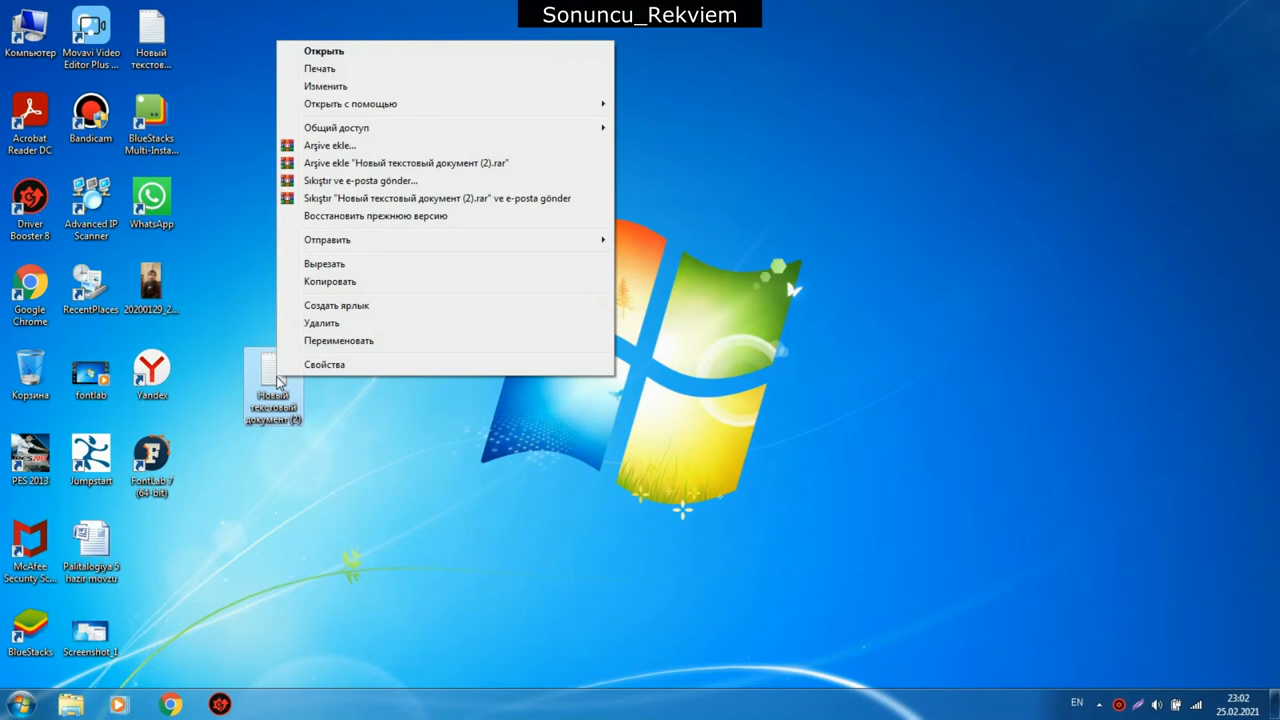 Sonuncu_Rekviem
Компьютер
Movavi Video
Editor Plus ...
Новый
текстов...
Acrobat
Reader DC
Bandicam
BlueStacks
Multi-Insta...
Driver
Booster 8
Advanced IP
Scanner
WhatsApp
Google
Chrome
RecentPlaces
20200129_2...
Корзина
fontlab
Yandex
PES 2013
Jumpstart
FontLab 7
(64-bit)
McAfee
Security Sc...
Palitalogiya 5
hazir movzu
BlueStacks
Screenshot_1
Открыть
Печать
Изменить
Открыть с помощью
Общий доступ
Arşive ekle...
Arşive ekle "Новый текстовый документ (2).rar"
Sıkıştır ve e-posta gönder...
Sıkıştır "Новый текстовый документ (2).rar" ve e-posta gönder
Восстановить прежнюю версию
Отправить
Вырезать
Копировать
Создать ярлык
Удалить
Переименовать
Свойства
Новый
текстовый
документ (2)
EN
23:02
25.02.2021